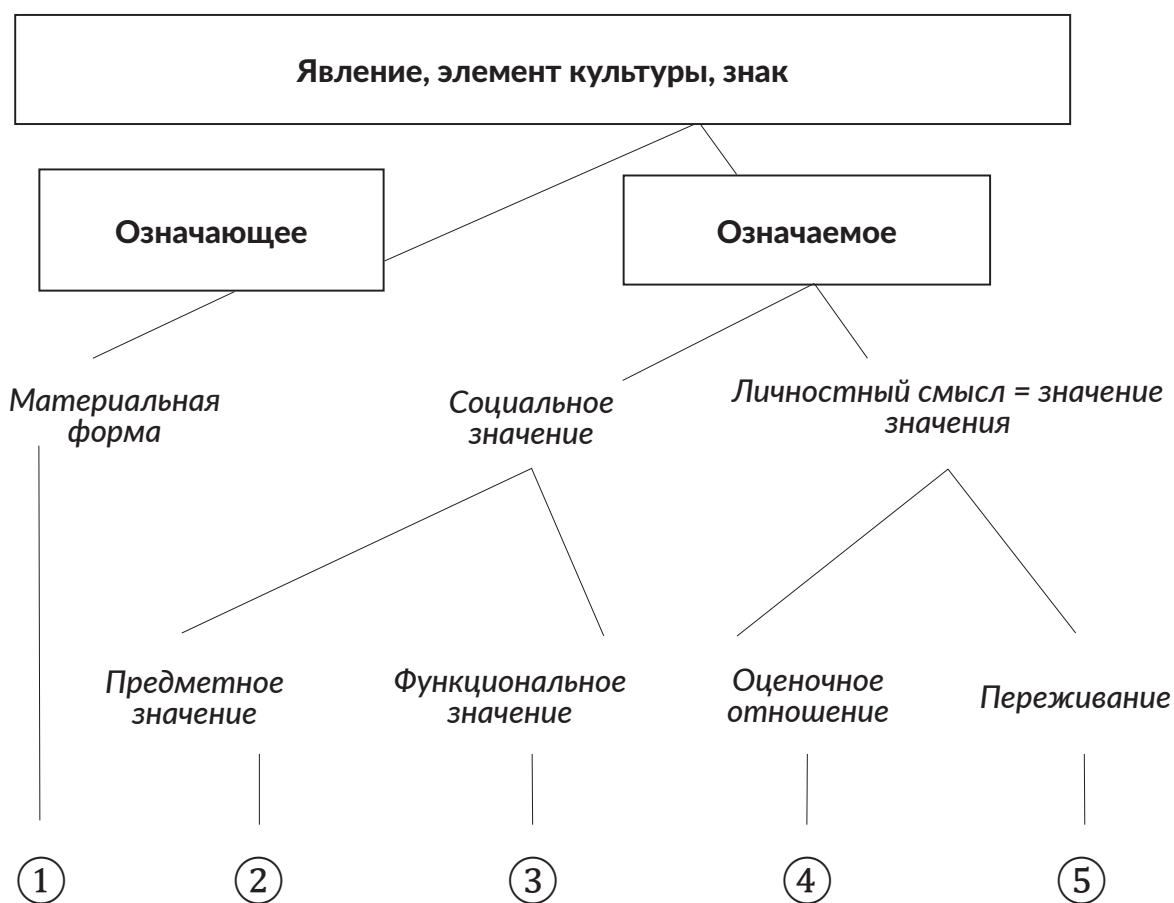 Явление, элемент культуры, знак
Означающее
Означаемое
Материальная
форма
Социальное
значение
Личностный смысл = значение
значения
Предметное
значение
Функциональное
значение
Оценочное
отношение
Переживание
1
2
3
4
5